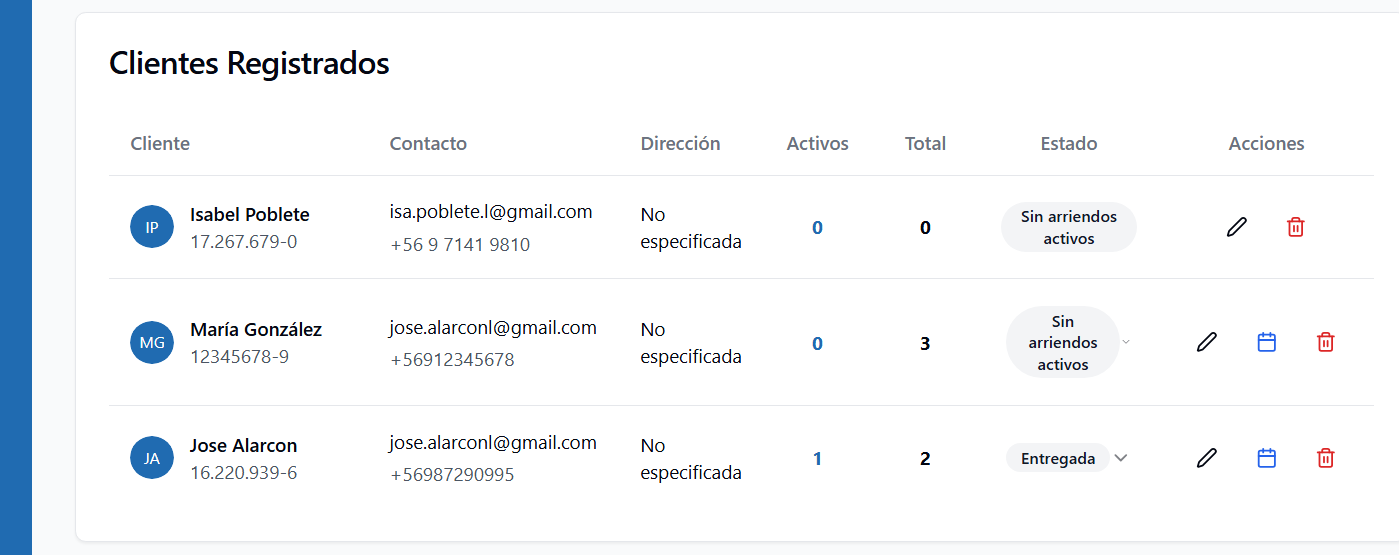 Clientes Registrados
Cliente Contacto Dirección Activos Total Estado Acciones
IP Isabel Poblete isa.poblete.l@gmail.com No 0 0 Sin arriendos
17.267.679-0 +56 9 7141 9810 especificada activos
MG María González jose.alarconl@gmail.com No 0 3 Sin
12345678-9 +56912345678 especificada arriendos
activos
JA Jose Alarcon jose.alarconl@gmail.com No 1 2 Entregada
16.220.939-6 +56987290995 especificada